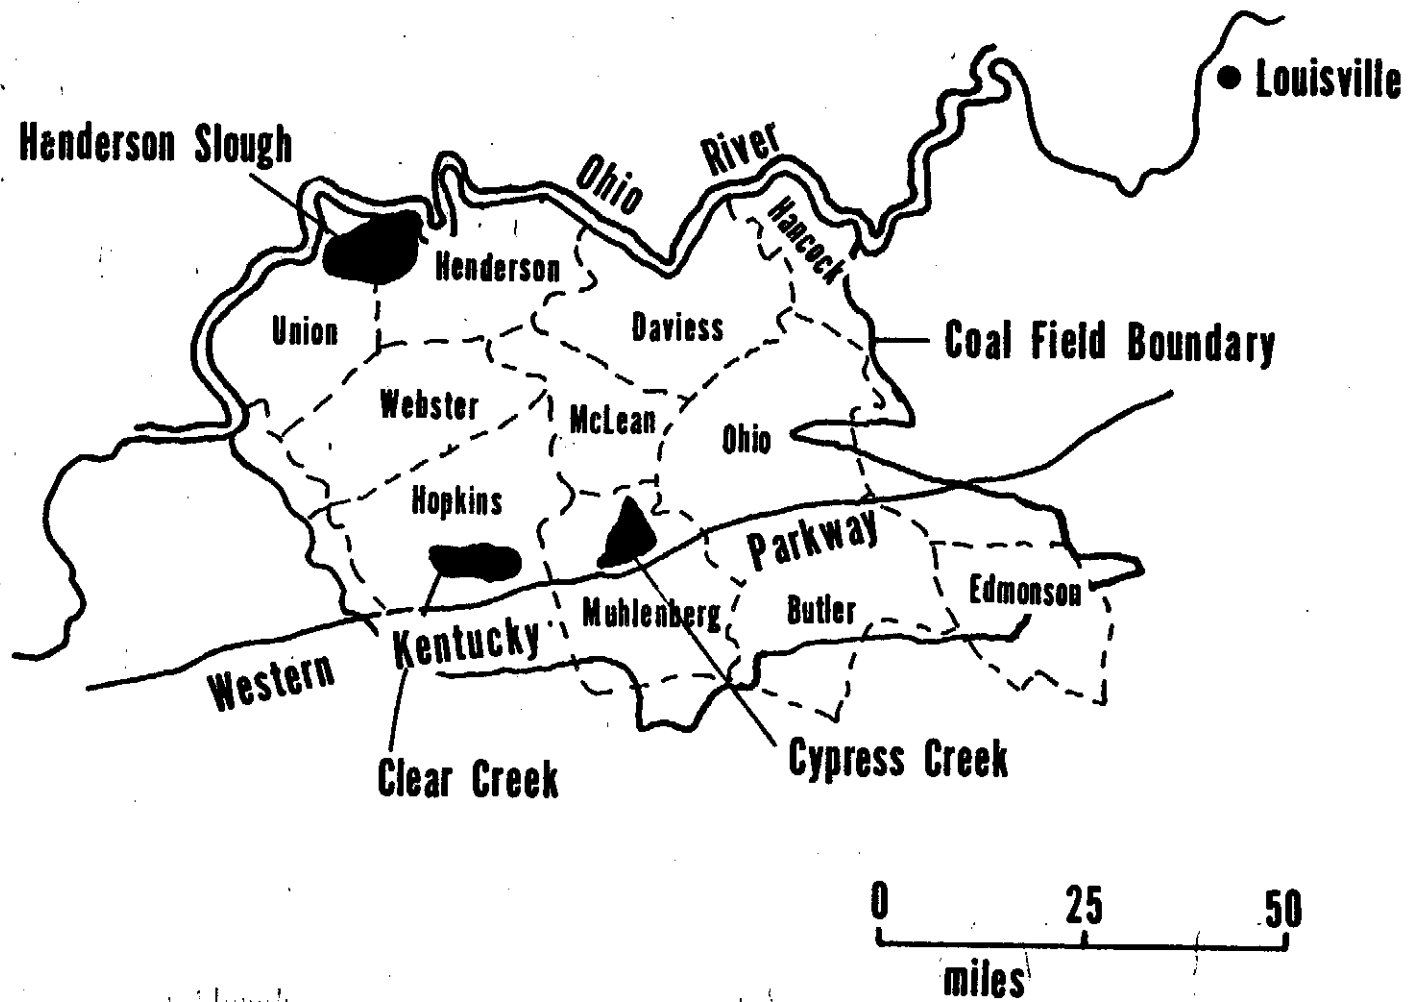 Louisville
Henderson Slough
Ohio River
Hancock
Henderson
Union
Daviess
Coal Field Boundary
Webster
McLean
Ohio
Hopkins
Parkway
Edmonson
Muhlenberg
Butler
Kentucky
Western
Cypress Creek
Clear Creek
0 25 50
miles